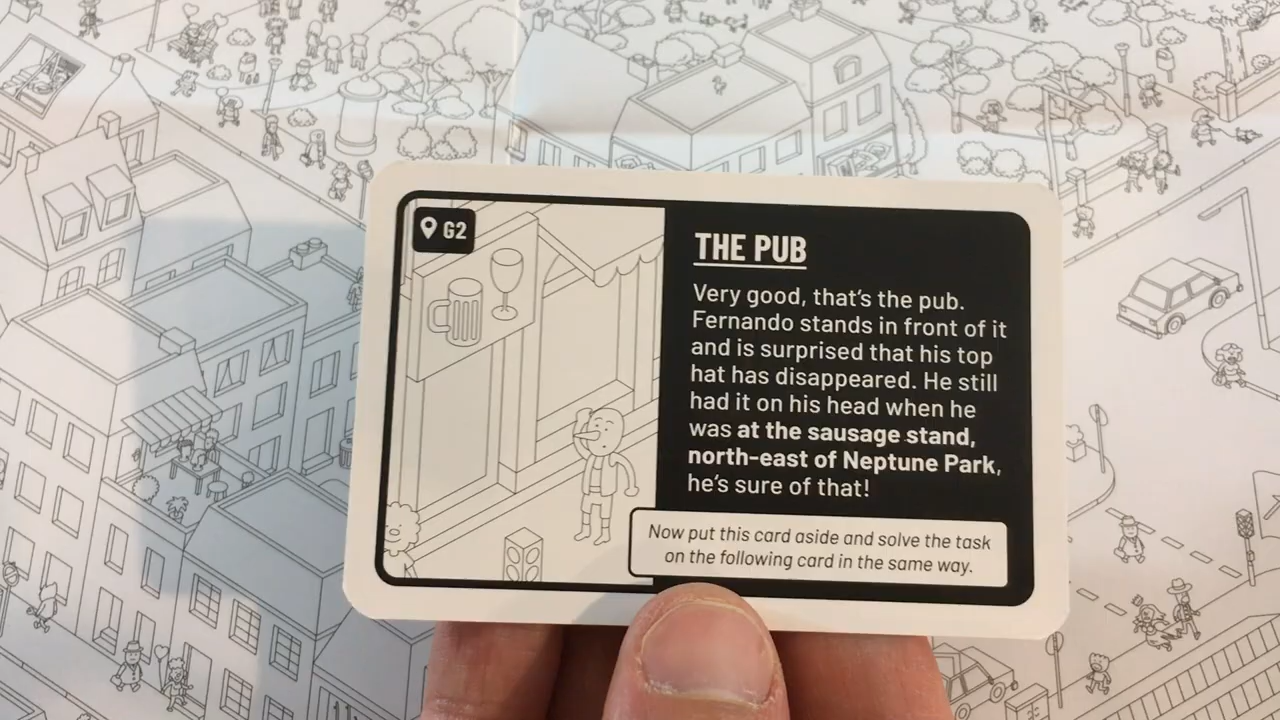 G2
THE PUB
Very good, that's the pub.
Fernando stands in front of it
and is surprised that his top
hat has disappeared. He still
had it on his head when he
was at the sausage stand,
north-east of Neptune Park,
he's sure of that!
Now put this card aside and solve the task
on the following card in the same way.